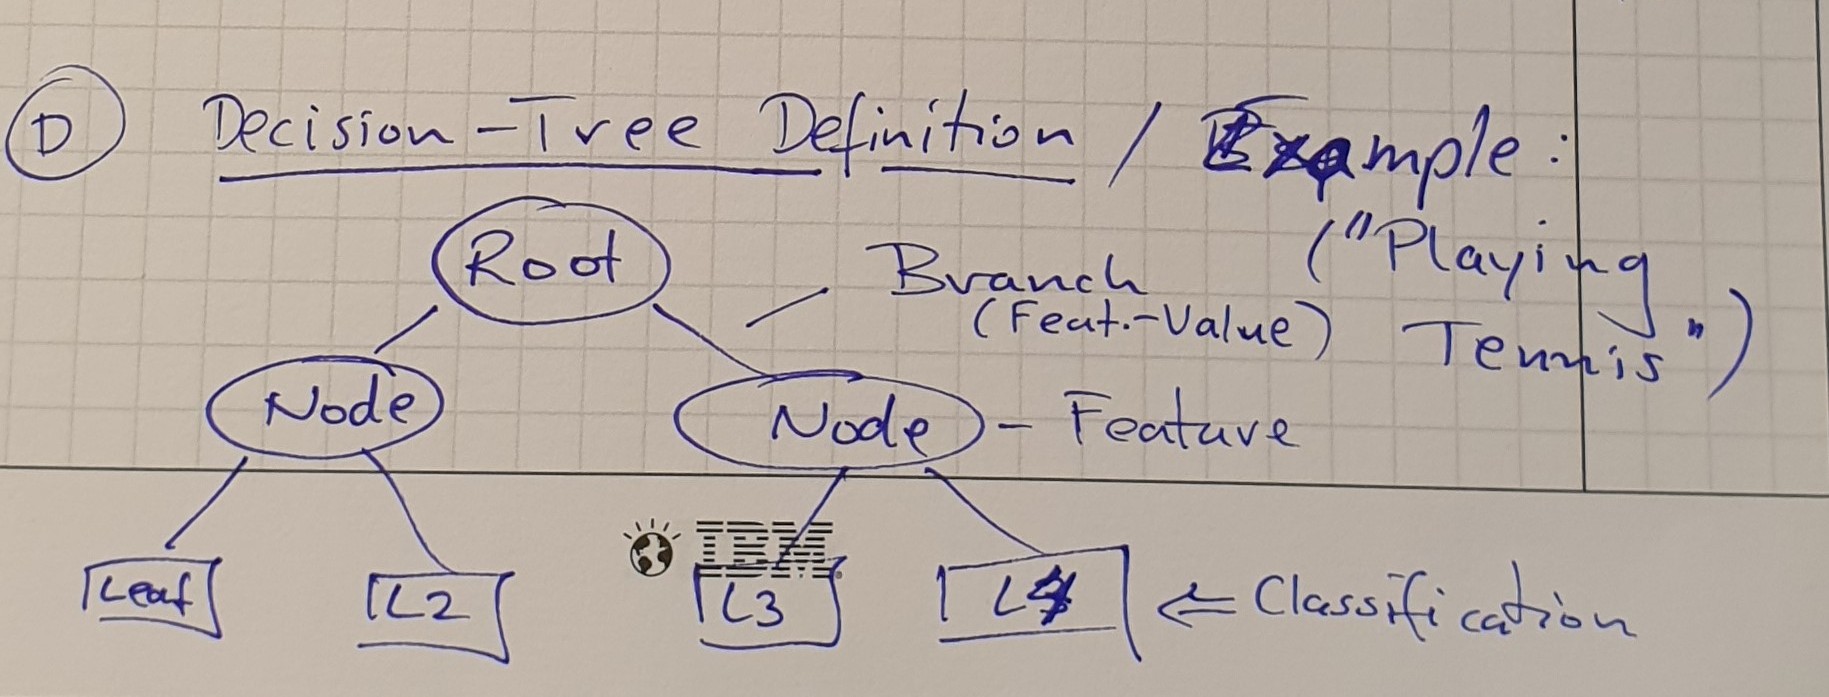 D Decision-Tree Definition / Example:
("Playing
Tennis")
Root
Branch
(Feat.-Value)
Node
Node - Feature
IBM
Leaf
L2
L3
L4 ⇐ Classification